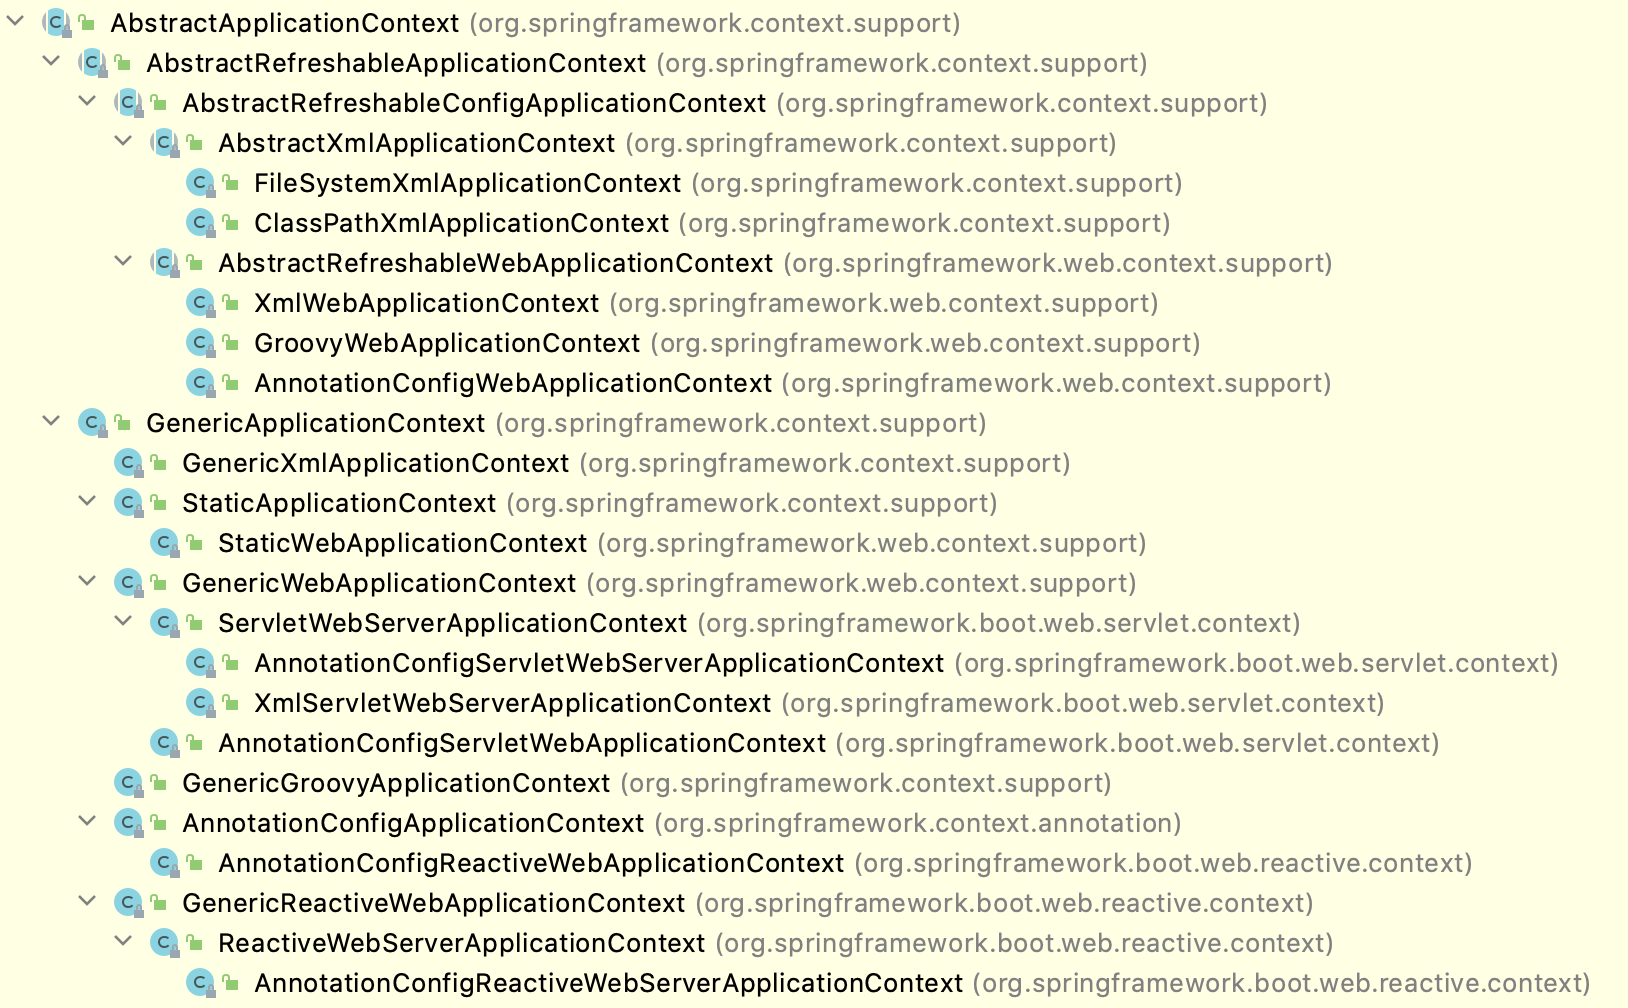 AbstractApplicationContext (org.springframework.context.support)
AbstractRefreshableApplicationContext (org.springframework.context.support)
AbstractRefreshableConfigApplicationContext (org.springframework.context.support)
AbstractXmlApplicationContext (org.springframework.context.support)
FileSystemXmlApplicationContext (org.springframework.context.support)
ClassPathXmlApplicationContext (org.springframework.context.support)
AbstractRefreshableWebApplicationContext (org.springframework.web.context.support)
XmlWebApplicationContext (org.springframework.web.context.support)
GroovyWebApplicationContext (org.springframework.web.context.support)
AnnotationConfigWebApplicationContext (org.springframework.web.context.support)
GenericApplicationContext (org.springframework.context.support)
GenericXmlApplicationContext (org.springframework.context.support)
StaticApplicationContext (org.springframework.context.support)
StaticWebApplicationContext (org.springframework.web.context.support)
GenericWebApplicationContext (org.springframework.web.context.support)
ServletWebServerApplicationContext (org.springframework.boot.web.servlet.context)
AnnotationConfigServletWebServerApplicationContext (org.springframework.boot.web.servlet.context)
XmlServletWebServerApplicationContext (org.springframework.boot.web.servlet.context)
AnnotationConfigServletWebApplicationContext (org.springframework.boot.web.servlet.context)
GenericGroovyApplicationContext (org.springframework.context.support)
AnnotationConfigApplicationContext (org.springframework.context.annotation)
AnnotationConfigReactiveWebApplicationContext (org.springframework.boot.web.reactive.context)
GenericReactiveWebApplicationContext (org.springframework.boot.web.reactive.context)
ReactiveWebServerApplicationContext (org.springframework.boot.web.reactive.context)
AnnotationConfigReactiveWebServerApplicationContext (org.springframework.boot.web.reactive.context)